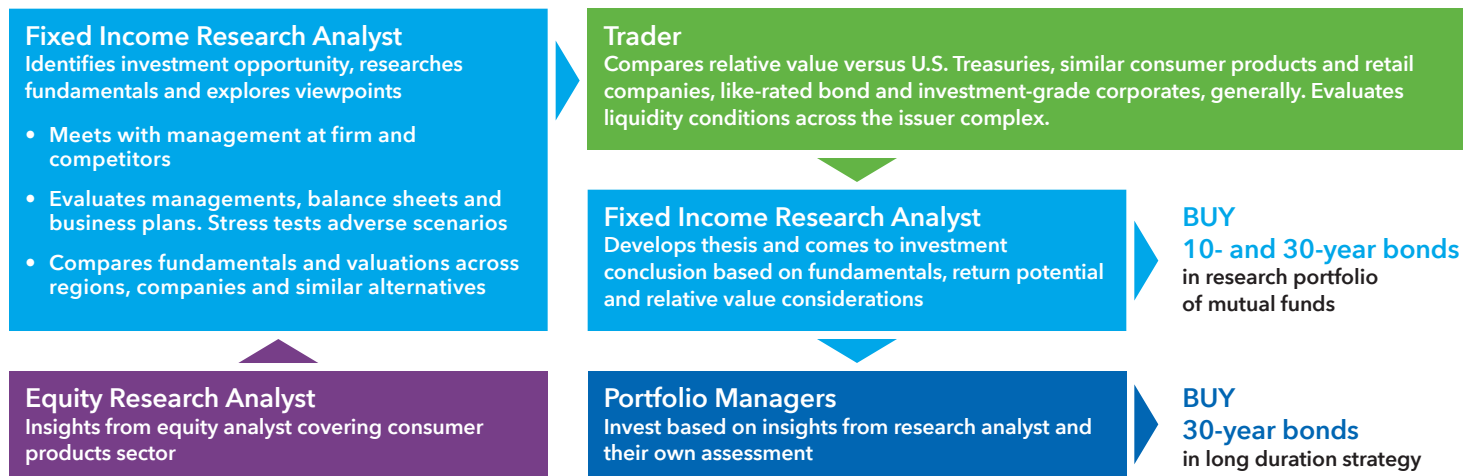 Fixed Income Research Analyst
Identifies investment opportunity, researches
fundamentals and explores viewpoints
• Meets with management at firm and
competitors
• Evaluates managements, balance sheets and
business plans. Stress tests adverse scenarios
• Compares fundamentals and valuations across
regions, companies and similar alternatives
Equity Research Analyst
Insights from equity analyst covering consumer
products sector
Trader
Compares relative value versus U.S. Treasuries, similar consumer products and retail
companies, like-rated bond and investment-grade corporates, generally. Evaluates
liquidity conditions across the issuer complex.
Fixed Income Research Analyst
Develops thesis and comes to investment
conclusion based on fundamentals, return potential
and relative value considerations
BUY
10- and 30-year bonds
in research portfolio
of mutual funds
Portfolio Managers
Invest based on insights from research analyst and
their own assessment
BUY
30-year bonds
in long duration strategy